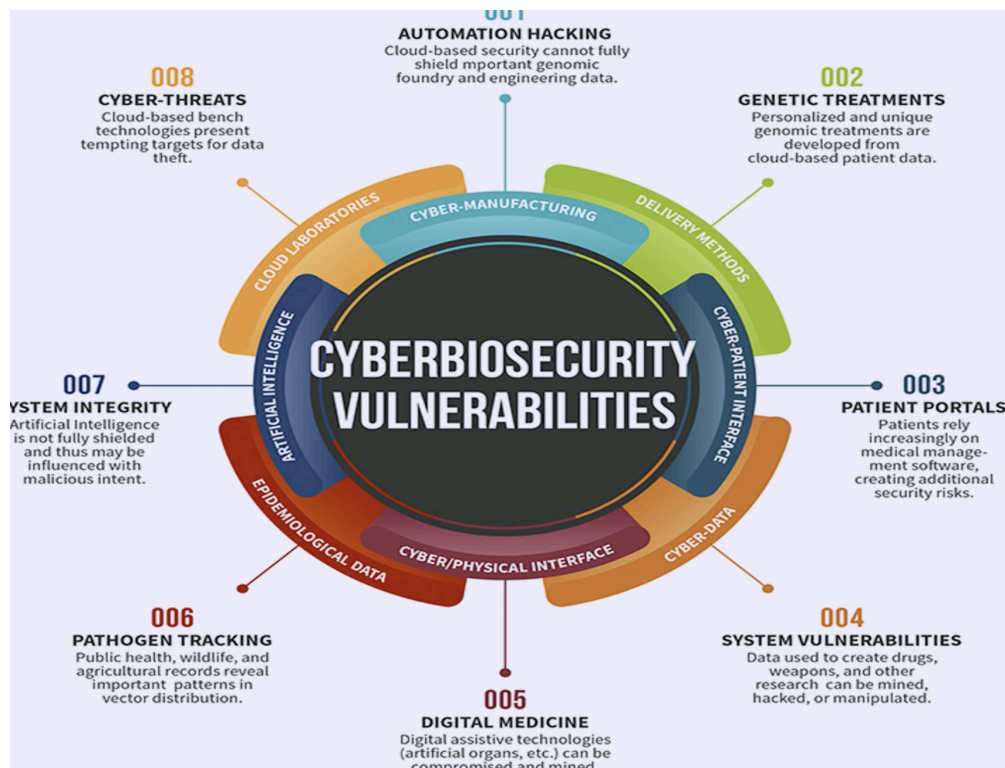 001
AUTOMATION HACKING
Cloud-based security cannot fully
shield mportant genomic
foundry and engineering data.
008
CYBER-THREATS
Cloud-based bench
technologies present
tempting targets for data
theft.
002
GENETIC TREATMENTS
Personalized and unique
genomic treatments are
developed from
cloud-based patient data.
CLOUD LABORATORIES
CYBER-MANUFACTURING
DELIVERY METHODS
ARTIFICIAL INTELLIGENCE
CYBERBIOSECURITY
VULNERABILITIES
CYBER-PATIENT INTERFACE
007
YSTEM INTEGRITY
Artificial Intelligence
is not fully shielded
and thus may be
influenced with
malicious intent.
003
PATIENT PORTALS
Patients rely
increasingly on
medical manage-
ment software,
creating additional
security risks.
EPIDEMIOLOGICAL DATA
CYBER/PHYSICAL INTERFACE
CYBER-DATA
006
PATHOGEN TRACKING
Public health, wildlife, and
agricultural records reveal
important patterns in
vector distribution.
004
SYSTEM VULNERABILITIES
Data used to create drugs,
weapons, and other
research can be mined,
hacked, or manipulated.
005
DIGITAL MEDICINE
Digital assistive technologies
(artificial organs, etc.) can be
compromised and mined